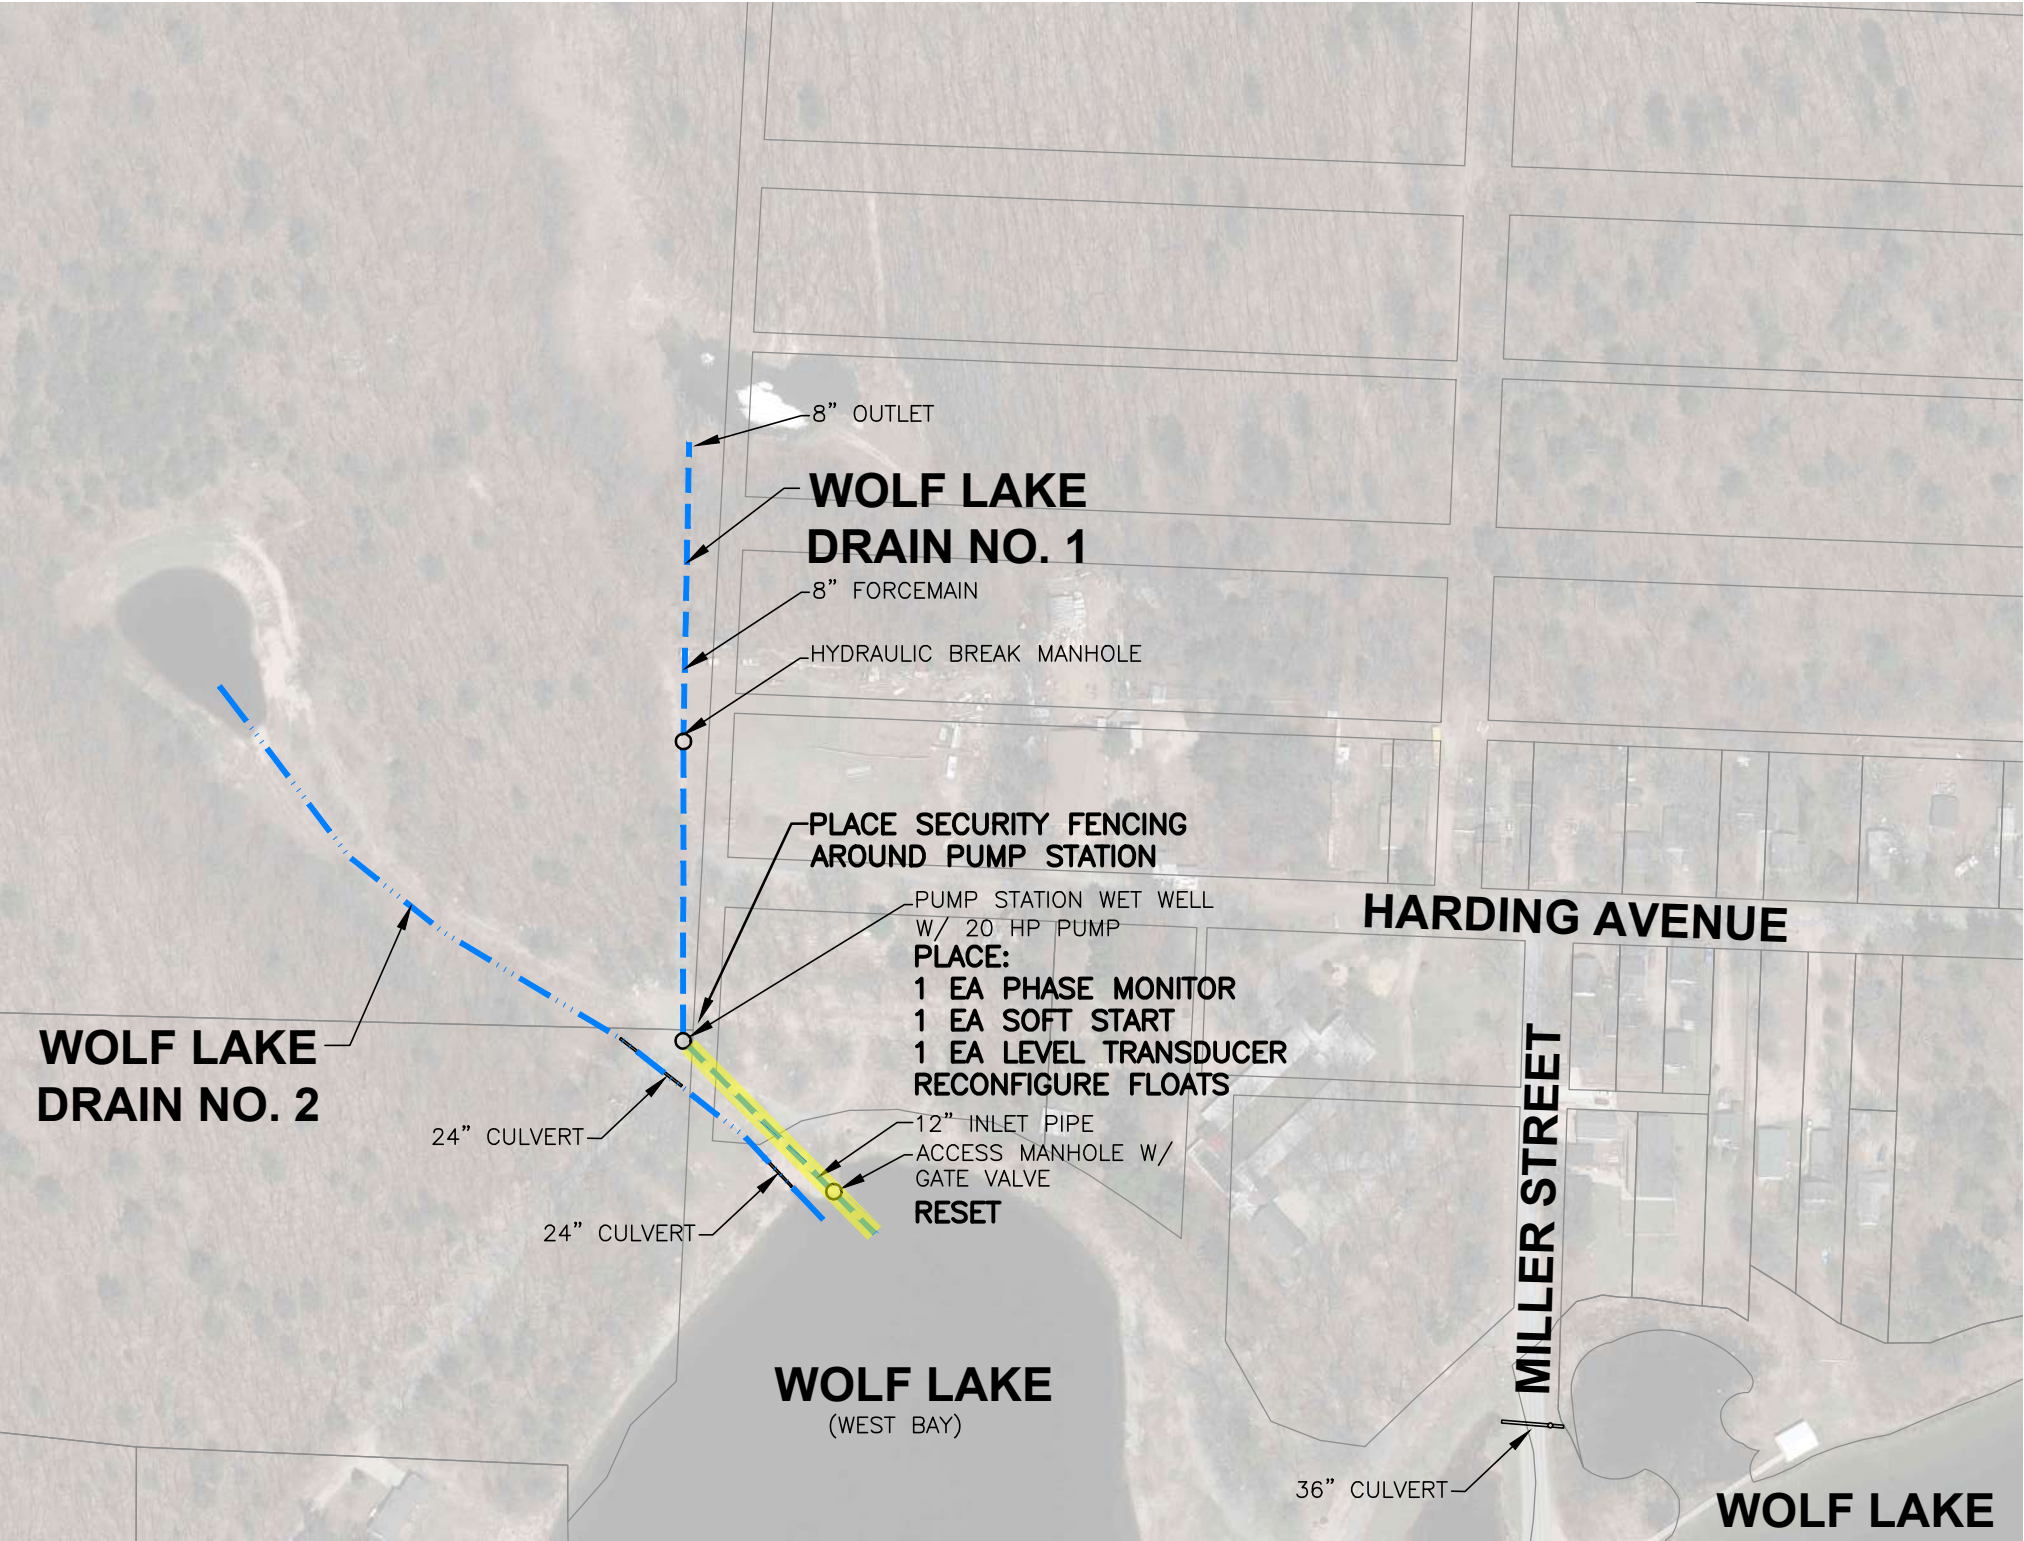 8” OUTLET
WOLF LAKE
DRAIN NO. 1
8” FORCEMAIN
HYDRAULIC BREAK MANHOLE
PLACE SECURITY FENCING
AROUND PUMP STATION
PUMP STATION WET WELL
W/ 20 HP PUMP
PLACE:
1 EA PHASE MONITOR
1 EA SOFT START
1 EA LEVEL TRANSDUCER
RECONFIGURE FLOATS
12” INLET PIPE
ACCESS MANHOLE W/
GATE VALVE
RESET
HARDING AVENUE
MILLER STREET
WOLF LAKE
DRAIN NO. 2
24” CULVERT
24” CULVERT
WOLF LAKE
(WEST BAY)
36” CULVERT
WOLF LAKE